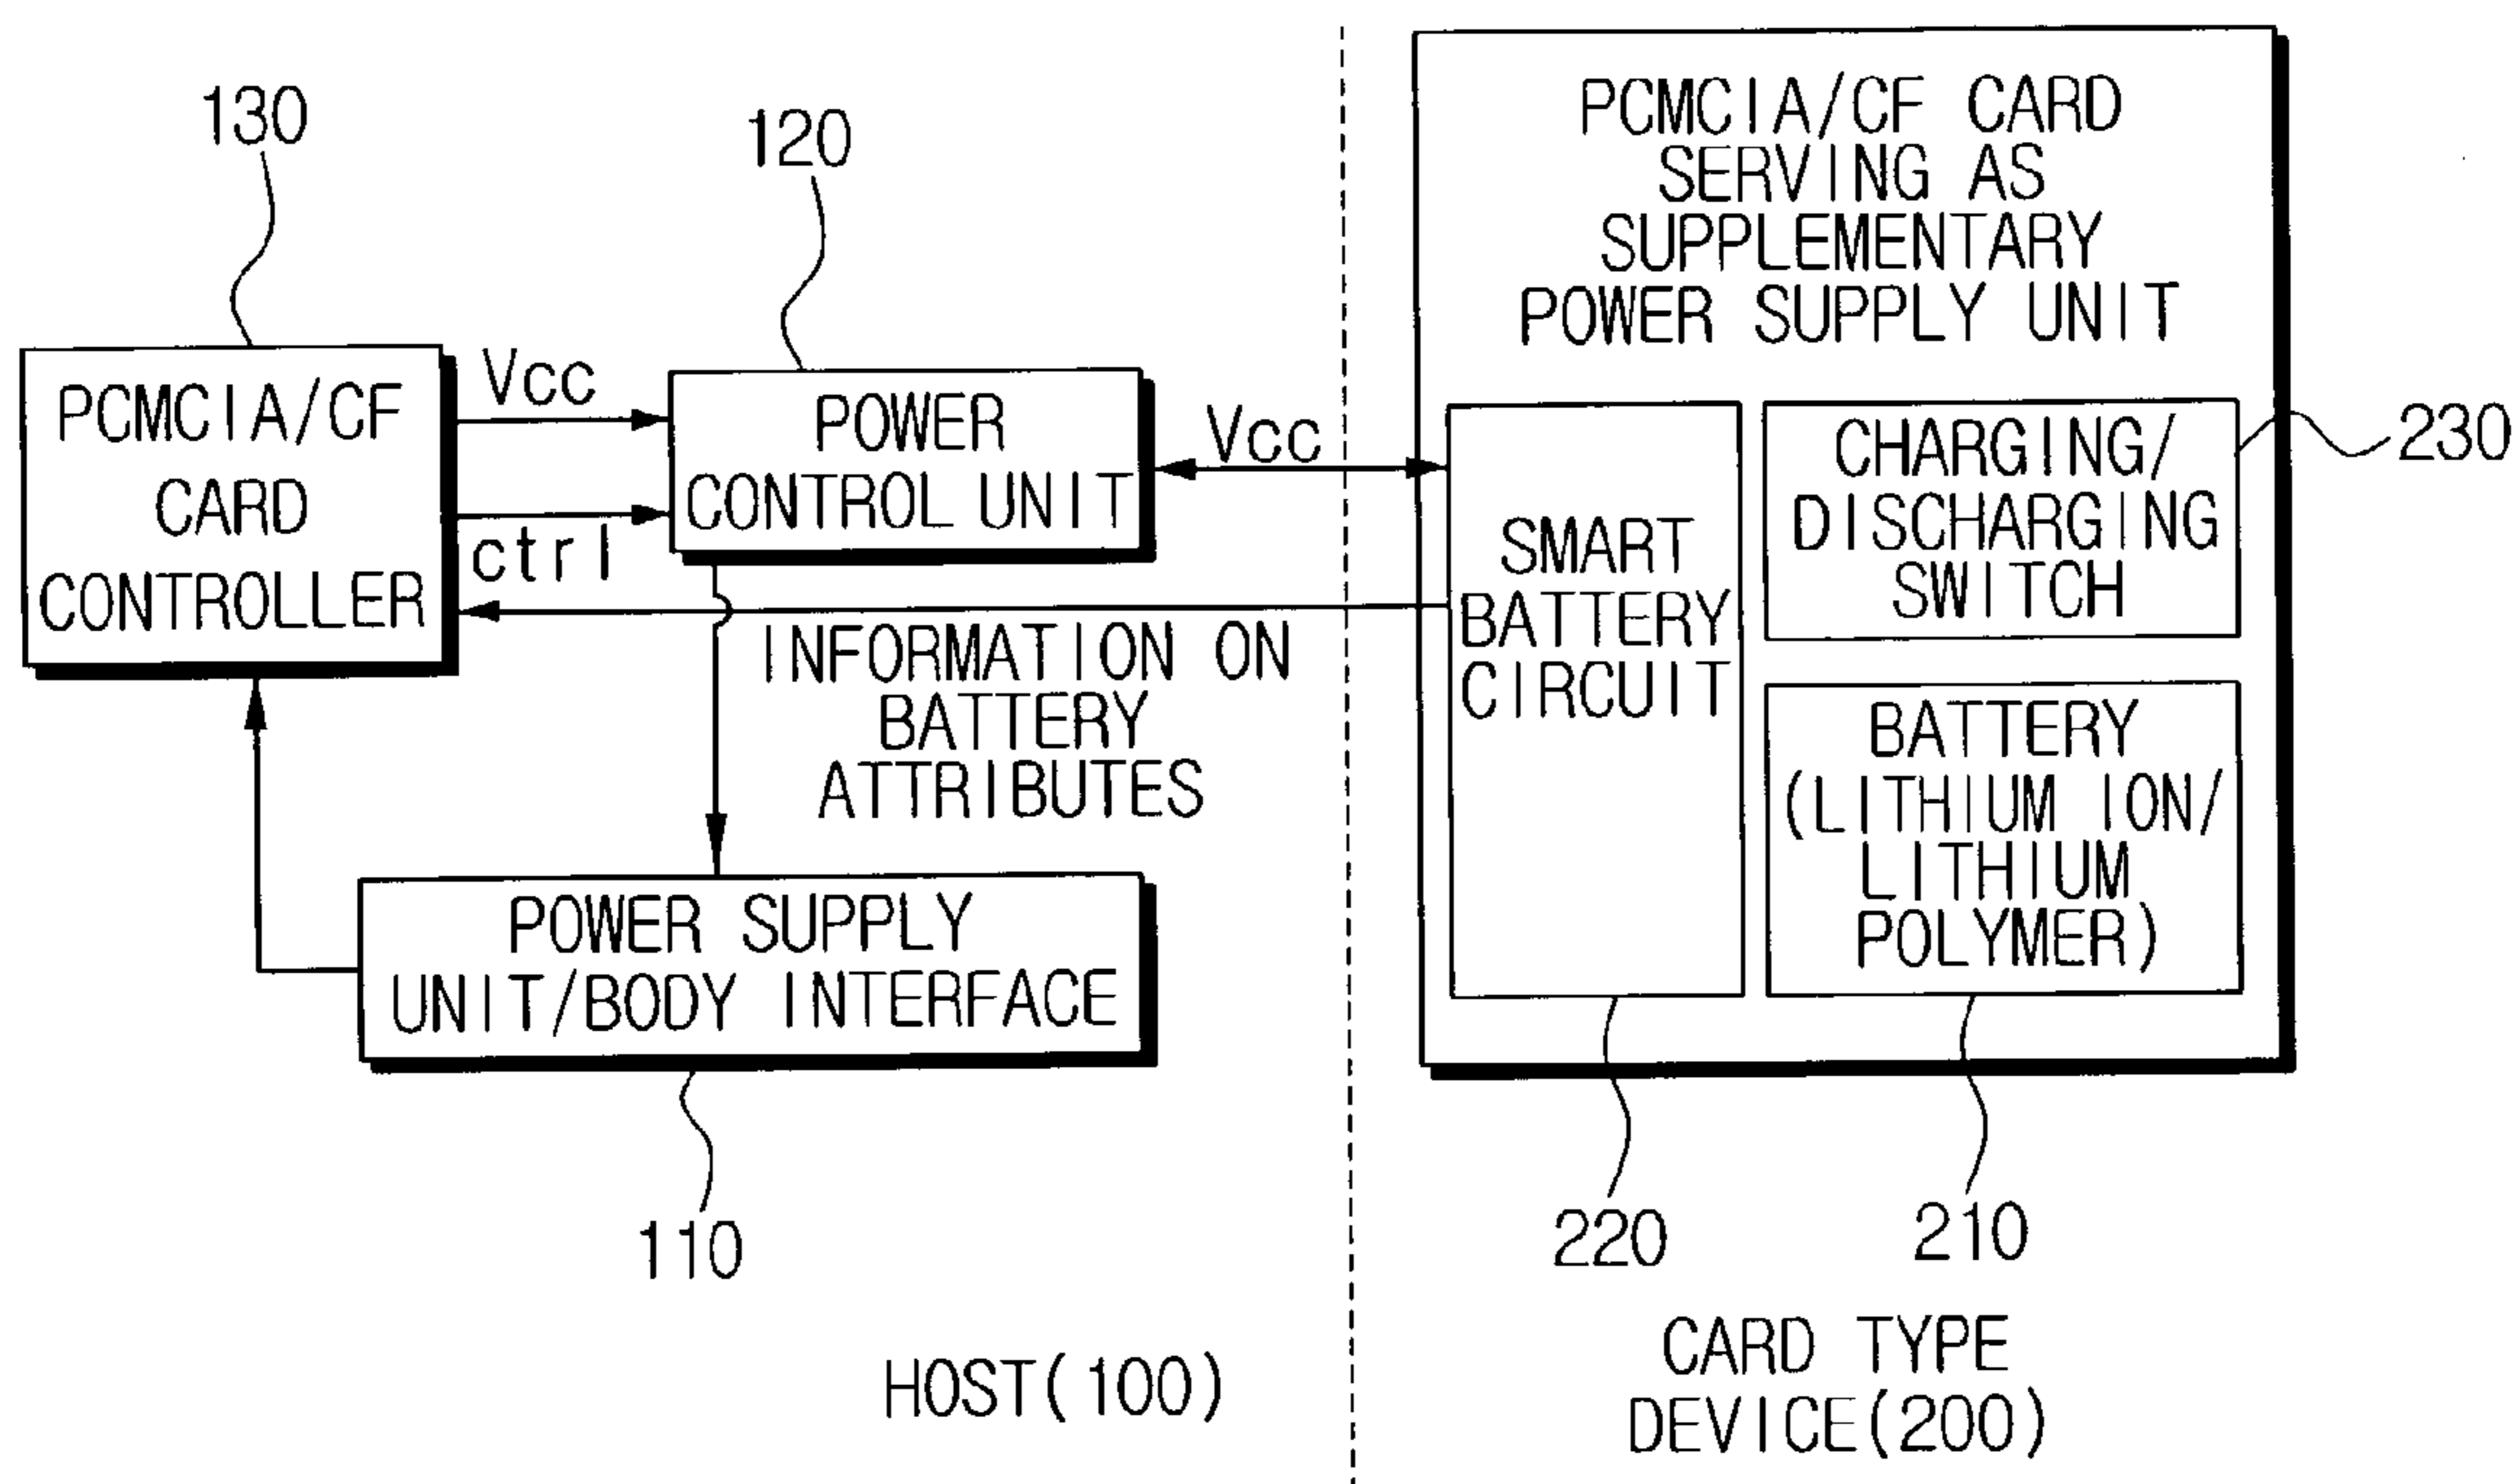 130
120
PCMCIA/CF CARD
SERVING AS
SUPPLEMENTARY
POWER SUPPLY UNIT
PCMCIA/CF
CARD
CONTROLLER
Vcc
ctrl
POWER
CONTROL UNIT
Vcc
SMART
BATTERY
CIRCUIT
CHARGING/
DISCHARGING
SWITCH
230
INFORMATION ON
BATTERY
ATTRIBUTES
BATTERY
(LITHIUM ION/
LITHIUM
POLYMER)
POWER SUPPLY
UNIT/BODY INTERFACE
110
220
210
HOST(100)
CARD TYPE
DEVICE(200)